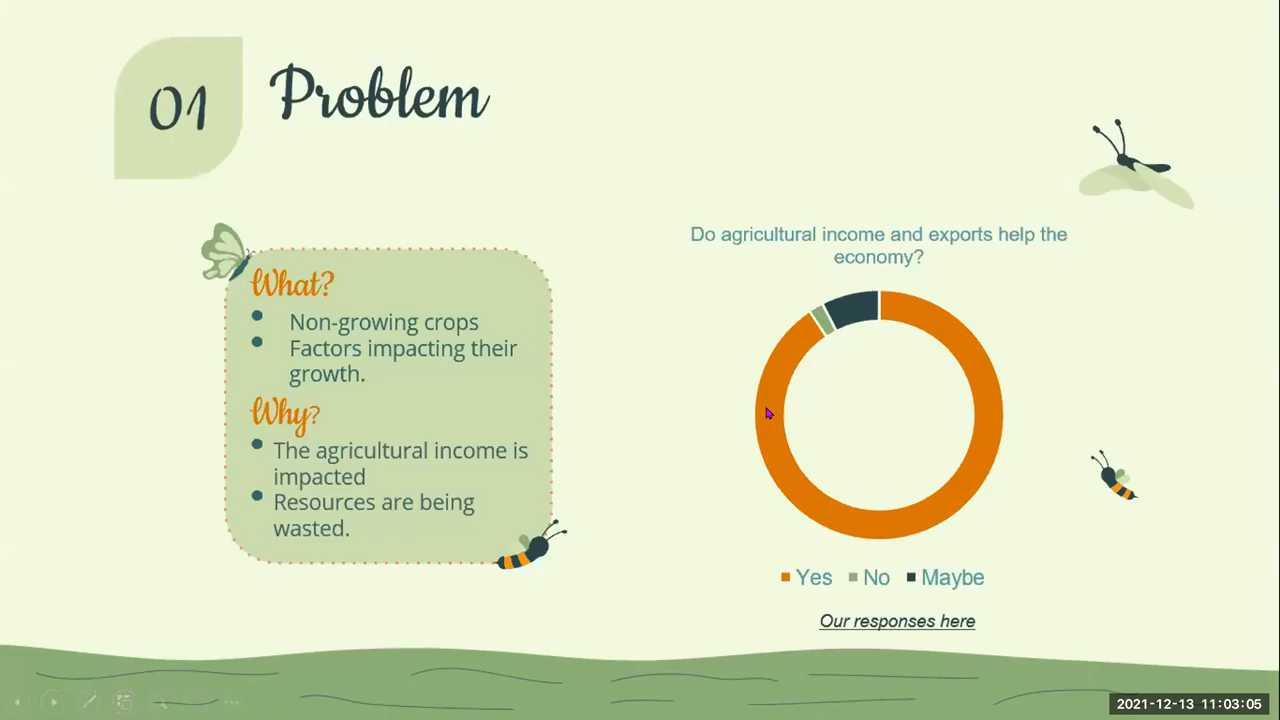 01
Problem
What?
Non-growing crops
Factors impacting their
growth.
Why?
The agricultural income is
impacted
Resources are being
wasted.
Do agricultural income and exports help the
economy?
Yes No Maybe
Our responses here
2021-12-13 11:03:05